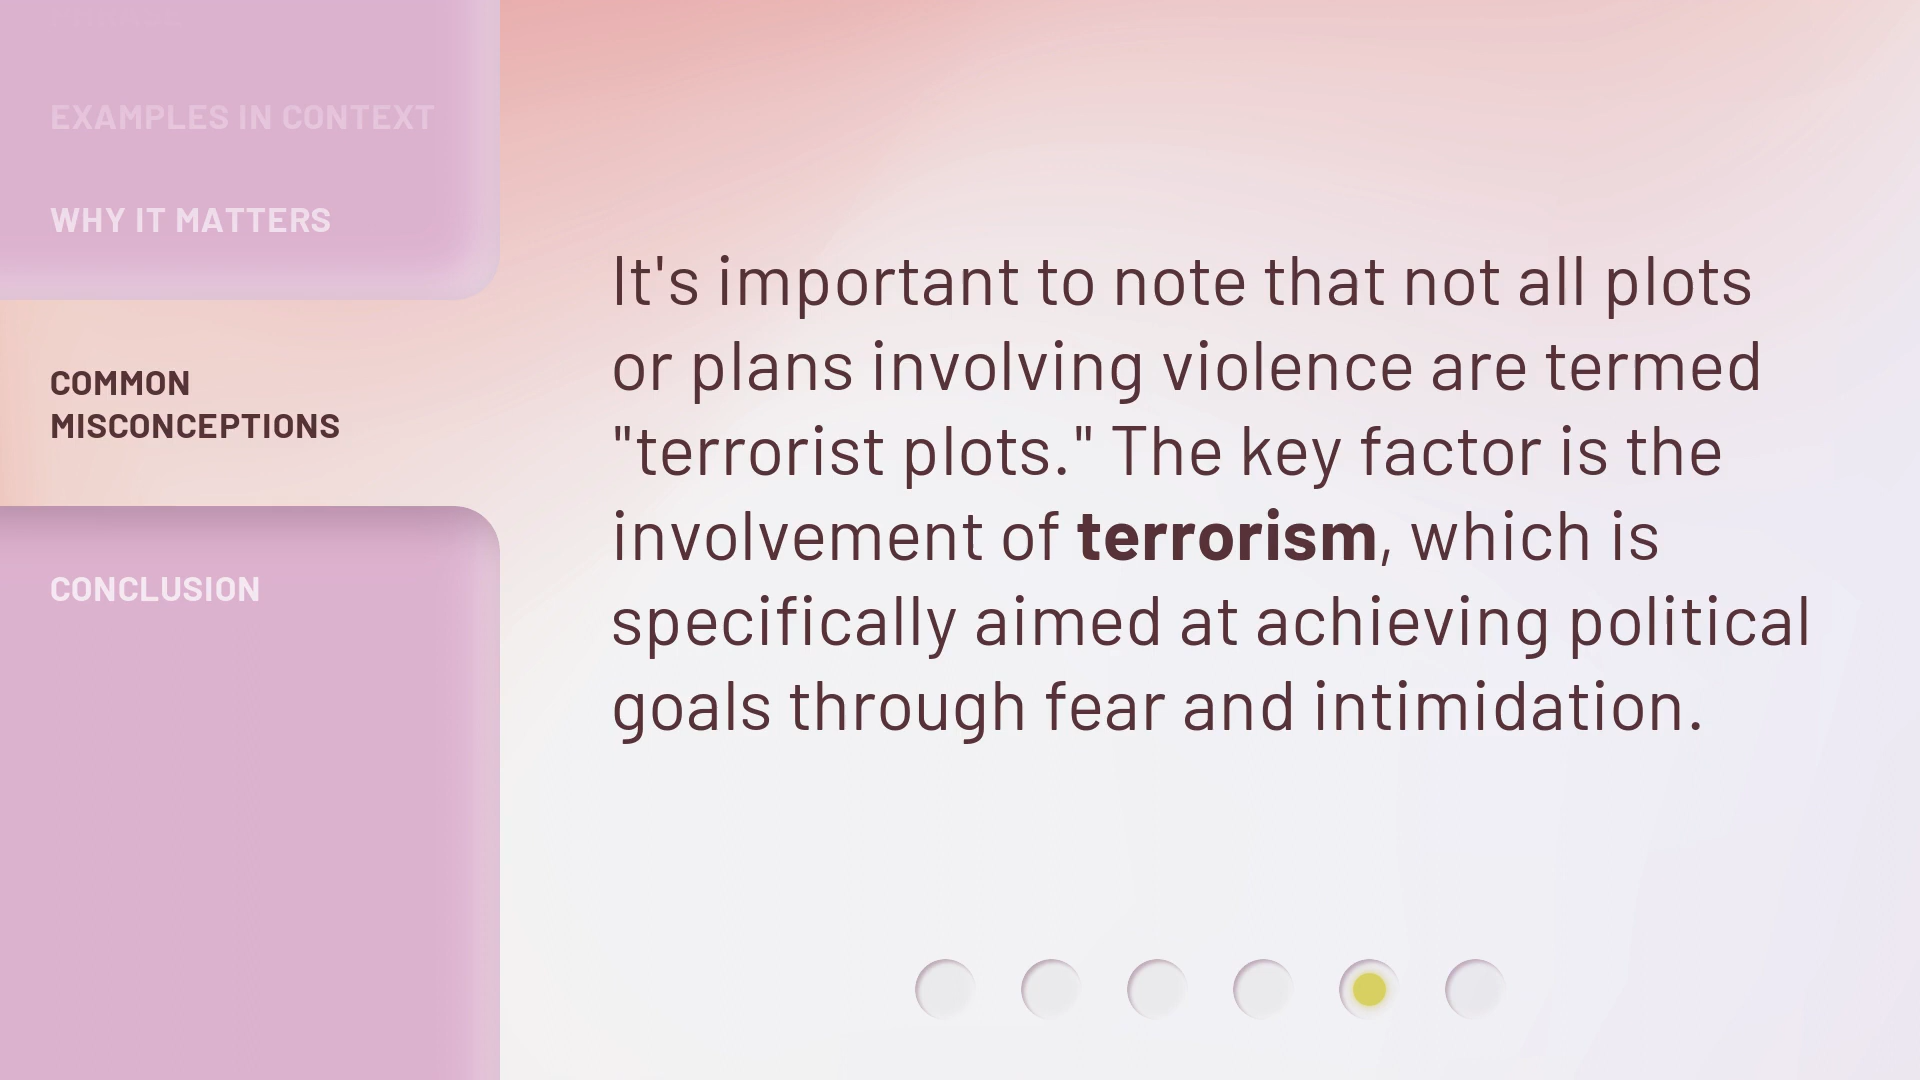 EXAMPLES IN CONTEXT
WHY IT MATTERS
COMMON
MISCONCEPTIONS
CONCLUSION
It's important to note that not all plots
or plans involving violence are termed
"terrorist plots." The key factor is the
involvement of terrorism, which is
specifically aimed at achieving political
goals through fear and intimidation.